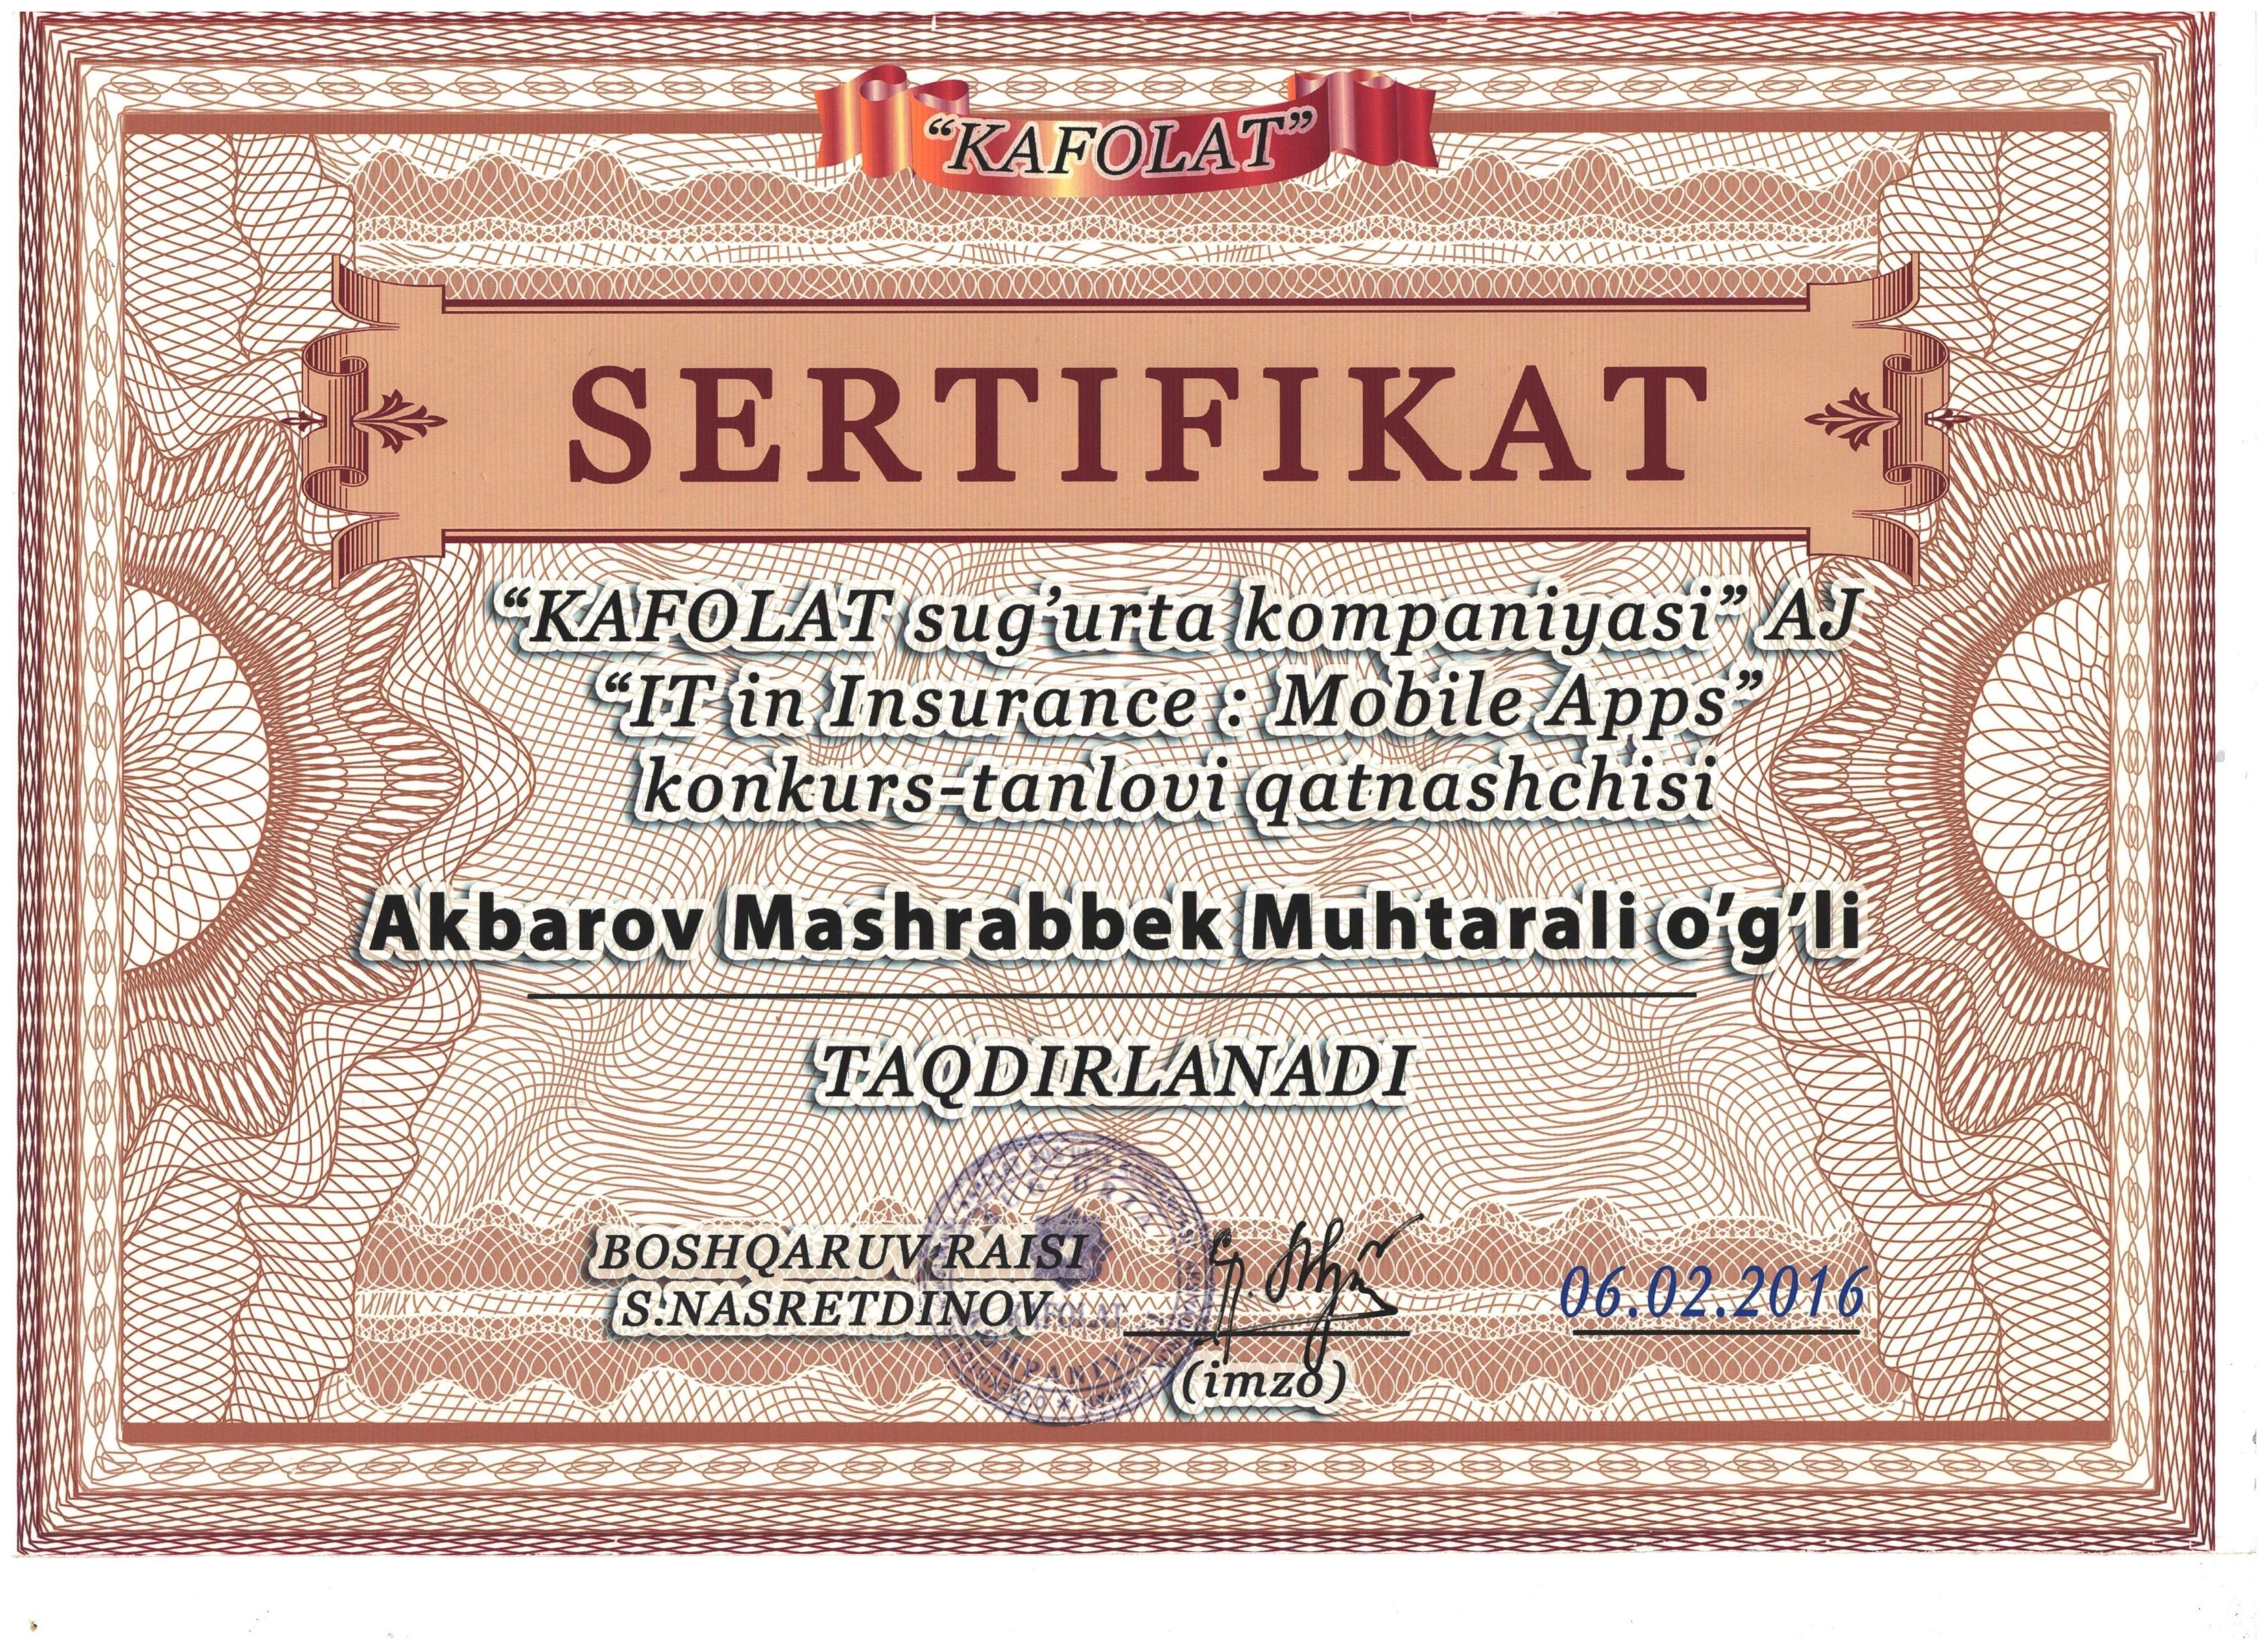 “KAFOLAT”
SERTIFIKAT
“KAFOLAT sug’urta kompaniyasi” AJ
“IT in Insurance : Mobile Apps”
konkurs-tanlovi qatnashchisi
Akbarov Mashrabbek Muhtarali o’g’li
TAQDIRLANADI
BOSHQARUV RAISI
S.NASRETDINOV
KAFOLAT
06.02.2016
(imzo)